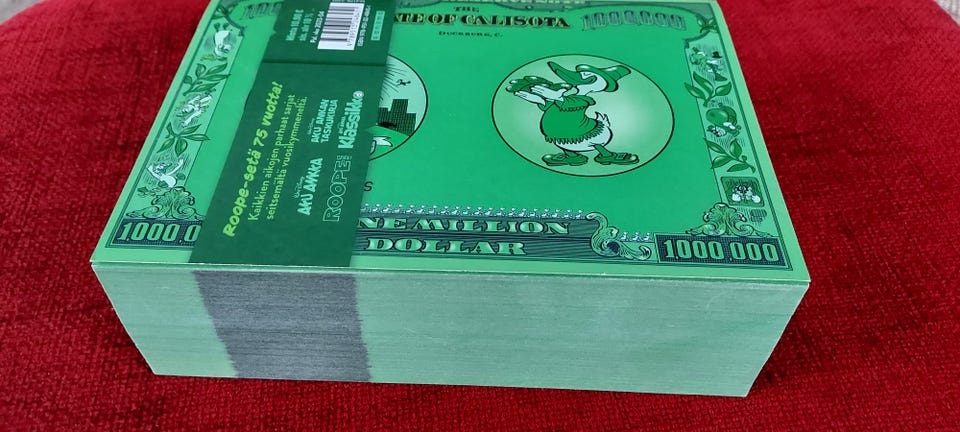 THE
ATE OF CALISOTA
1000000
DUCKBURG, C.
Roope-setä 75 vuotta!
Kaikkien aikojen parhaat sarjat
seitsemältä vuosikymmeneltä.
AKU ANKKA
AKU ANKAN
TASKUKIRJA
ROOPE!
Klassikko
S
NE MILLION
DOLLAR
1000 0
1000 000